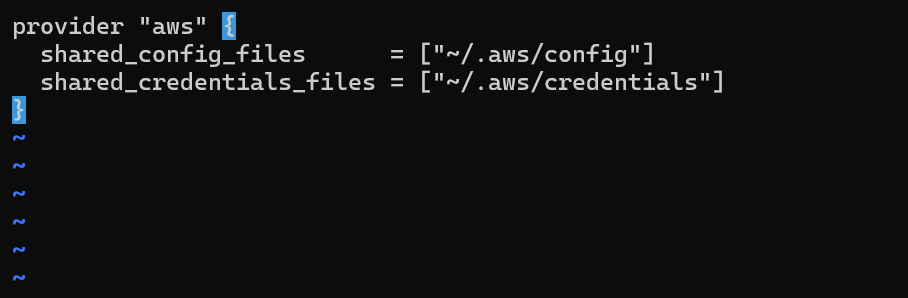 provider "aws" {
  shared_config_files      = ["~/.aws/config"]
  shared_credentials_files = ["~/.aws/credentials"]
}
~
~
~
~
~
~